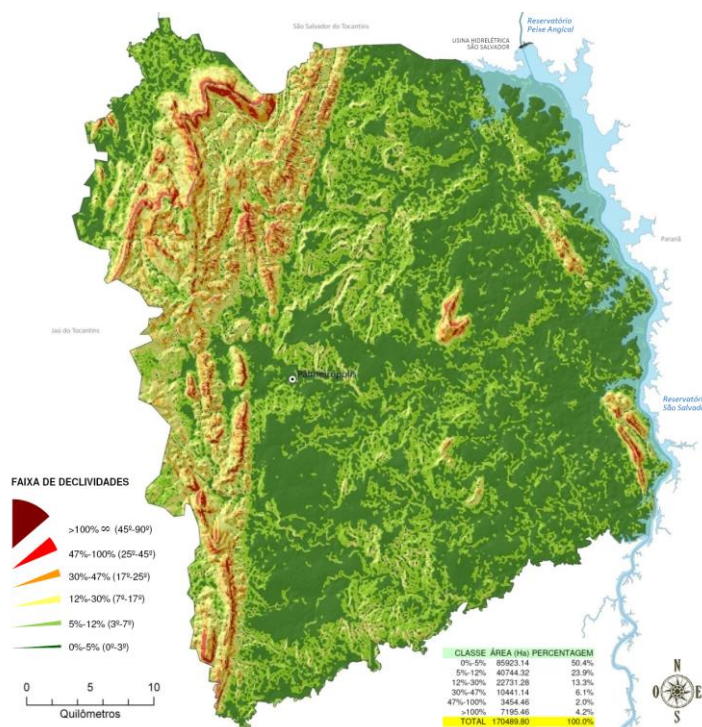 São Salvador do Tocantins
Reservatório
Peixe Angical
USINA HIDRELÉTRICA
SÃO SALVADOR
Paranã
Jaú do Tocantins
Palmeirópolis
Reservatório
São Salvador
FAIXA DE DECLIVIDADES
>100% ∞ (45º-90º)
47%-100% (25º-45º)
30%-47% (17º-25º)
12%-30% (7º-17º)
5%-12% (3º-7º)
0%-5% (0º-3º)
0 5 10
Quilômetros
CLASSE ÁREA (Ha) PERCENTAGEM
0%-5% 85923.14 50.4%
5%-12% 40744.32 23.9%
12%-30% 22731.28 13.3%
30%-47% 10441.14 6.1%
47%-100% 3454.46 2.0%
>100% 7195.46 4.2%
TOTAL 170489.80 100.0%
N
O E
S